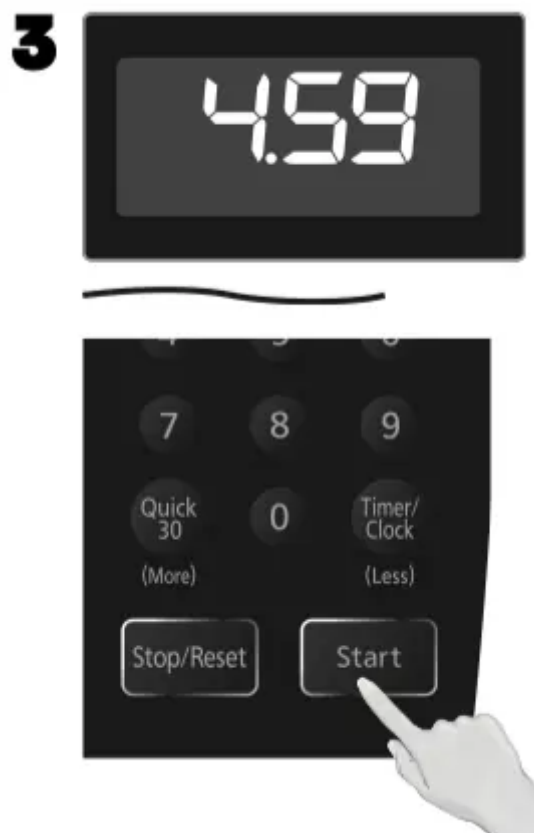 3
4.59
7 8 9
Quick 30 0 Timer/Clock
(More) (Less)
Stop/Reset Start